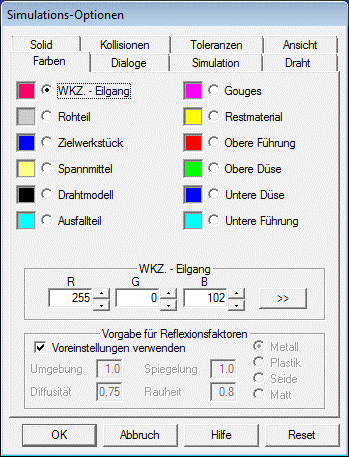 Simulations-Optionen
Solid Kollisionen Toleranzen Ansicht
Farben Dialoge Simulation Draht
WKZ. - Eilgang Gouges
Rohteil Restmaterial
Zielwerkstück Obere Führung
Spannmittel Obere Düse
Drahtmodell Untere Düse
Ausfallteil Untere Führung
WKZ. - Eilgang
R G B
255 0 102 >>
Vorgabe für Reflexionsfaktoren
Voreinstellungen verwenden Metall
Umgebung 1.0 Spiegelung 1.0 Plastik
Seide
Diffusität 0.75 Rauheit 0.8 Matt
OK Abbruch Hilfe Reset